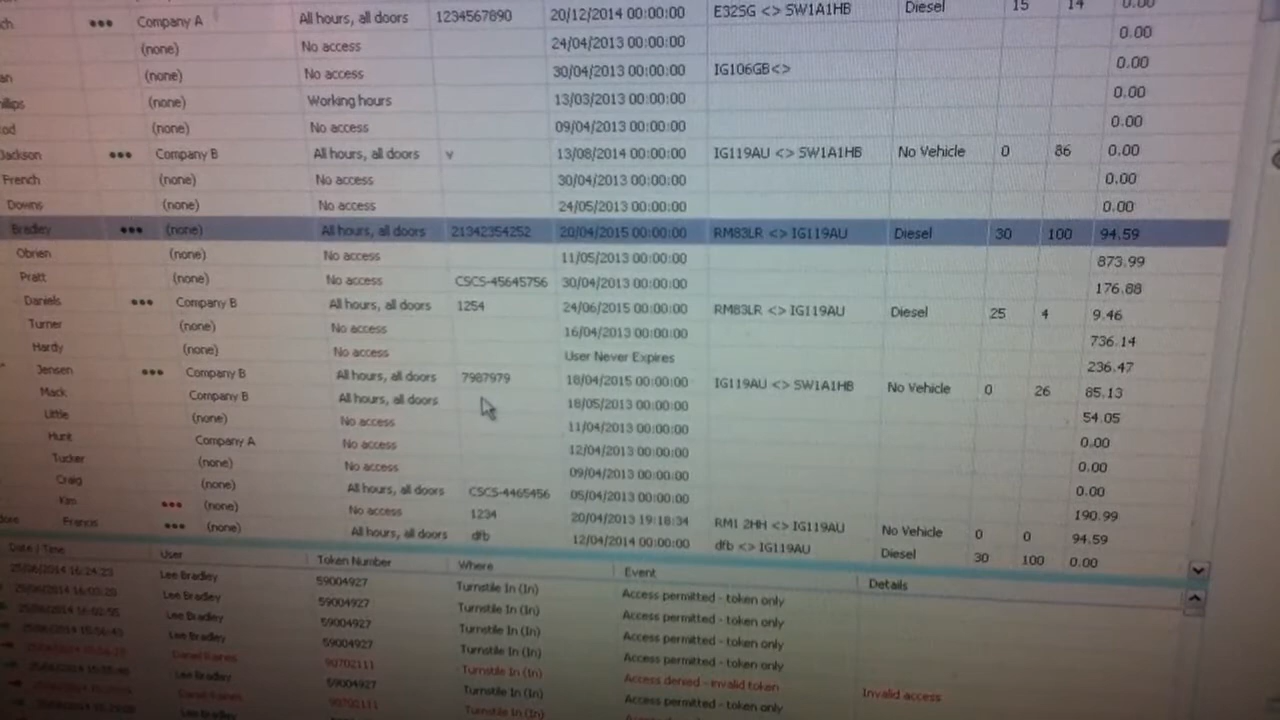 ch ••• Company A All hours, all doors 1234567890 20/12/2014 00:00:00 E325G <> SW1A1HB Diesel 15 14 0.00
(none) No access 24/04/2013 00:00:00 0.00
an (none) No access 30/04/2013 00:00:00 IG106GB<> 0.00
illips (none) Working hours 13/03/2013 00:00:00 0.00
od (none) No access 09/04/2013 00:00:00 0.00
Jackson ••• Company B All hours, all doors v 13/08/2014 00:00:00 IG119AU <> SW1A1HB No Vehicle 0 86 0.00
French (none) No access 30/04/2013 00:00:00 0.00
Downs (none) No access 24/05/2013 00:00:00 0.00
Bradley ••• (none) All hours, all doors 21342354252 20/04/2015 00:00:00 RM83LR <> IG119AU Diesel 30 100 94.59
Obrien (none) No access 11/05/2013 00:00:00 873.99
Pratt (none) No access CSCS-45645756 30/04/2013 00:00:00 176.88
Daniels ••• Company B All hours, all doors 1254 24/06/2015 00:00:00 RM83LR <> IG119AU Diesel 25 4 9.46
Turner (none) No access 16/04/2013 00:00:00 736.14
Hardy (none) No access User Never Expires 236.47
Jensen ••• Company B All hours, all doors 7987979 18/04/2015 00:00:00 IG119AU <> SW1A1HB No Vehicle 0 26 85.13
Mack Company B All hours, all doors 18/05/2013 00:00:00 54.05
Little (none) No access 11/04/2013 00:00:00 0.00
Hunt Company A No access 12/04/2013 00:00:00 0.00
Tucker (none) No access 09/04/2013 00:00:00 0.00
Craig (none) All hours, all doors CSCS-4465456 05/04/2013 00:00:00 190.99
Kim ••• (none) No access 1234 20/04/2013 19:18:34 RM1 2HH <> IG119AU No Vehicle 0 0 94.59
Francis ••• (none) All hours, all doors dfb 12/04/2014 00:00:00 dfb <> IG119AU Diesel 30 100 0.00
Date / Time User Token Number Where Event Details
25/06/2014 16:24:23 Lee Bradley 59004927 Turnstile In (In) Access permitted - token only
Lee Bradley 59004927 Turnstile In (In) Access permitted - token only
Lee Bradley 59004927 Turnstile In (In) Access permitted - token only
Lee Bradley 59004927 Turnstile In (In) Access permitted - token only
90702111 Turnstile In (In) Access denied - invalid token Invalid access
Lee Bradley 59004927 Turnstile In (In) Access permitted - token only
Turnstile In (In)